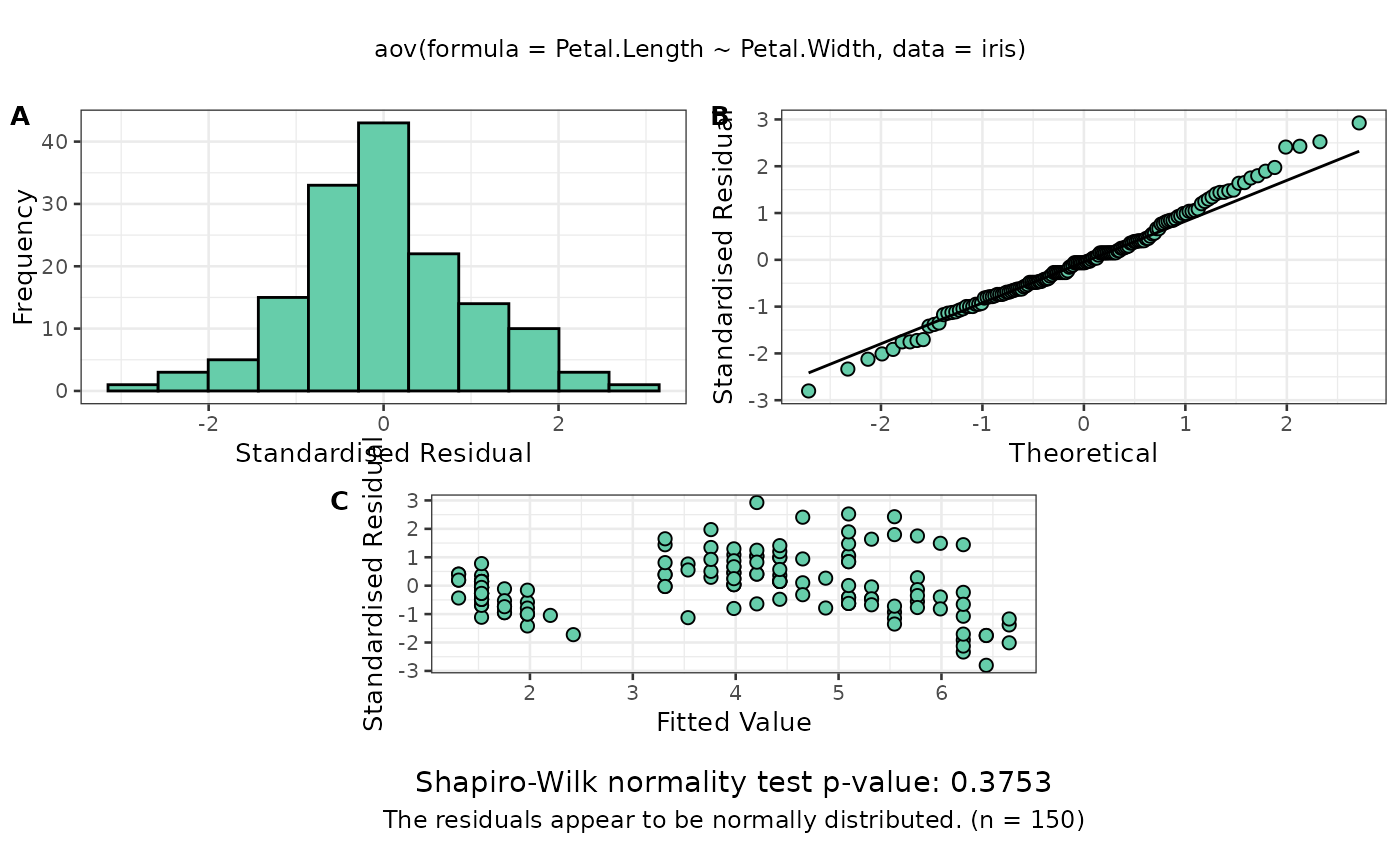 aov(formula = Petal.Length ~ Petal.Width, data = iris)
A
Frequency
40
30
20
10
0
-2 0 2
Standardised Residual
B
Standardised Residual
3
2
1
0
-1
-2
-3
-2 -1 0 1 2
Theoretical
C
Standardised Residual
3
2
1
0
-1
-2
-3
2 3 4 5 6
Fitted Value
Shapiro-Wilk normality test p-value: 0.3753
The residuals appear to be normally distributed. (n = 150)